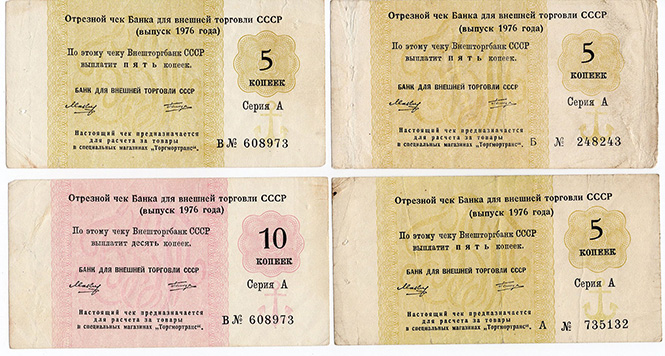 Отрезной чек Банка для внешней торговли СССР
(выпуск 1976 года)
По этому чеку Внешторгбанк СССР
выплатит ПЯТЬ копеек.
5
КОПЕЕК
БАНК ДЛЯ ВНЕШНЕЙ ТОРГОВЛИ СССР
Серия А
Настоящий чек предназначается
для расчета за товары
в специальных магазинах „Торгмортранс".
В № 608973
Отрезной чек Банка для внешней торговли СССР
(выпуск 1976 года)
По этому чеку Внешторгбанк СССР
выплатит ПЯТЬ копеек.
5
КОПЕЕК
БАНК ДЛЯ ВНЕШНЕЙ ТОРГОВЛИ СССР
Серия А
Настоящий чек предназначается
для расчета за товары
в специальных магазинах „Торгмортранс".
Б № 248243
Отрезной чек Банка для внешней торговли СССР
(выпуск 1976 года)
По этому чеку Внешторгбанк СССР
выплатит десять копеек.
10
КОПЕЕК
БАНК ДЛЯ ВНЕШНЕЙ ТОРГОВЛИ СССР
Серия А
Настоящий чек предназначается
для расчета за товары
в специальных магазинах „Торгмортранс".
В № 608973
Отрезной чек Банка для внешней торговли СССР
(выпуск 1976 года)
По этому чеку Внешторгбанк СССР
выплатит ПЯТЬ копеек.
5
КОПЕЕК
БАНК ДЛЯ ВНЕШНЕЙ ТОРГОВЛИ СССР
Серия А
Настоящий чек предназначается
для расчета за товары
в специальных магазинах „Торгмортранс".
А № 735132